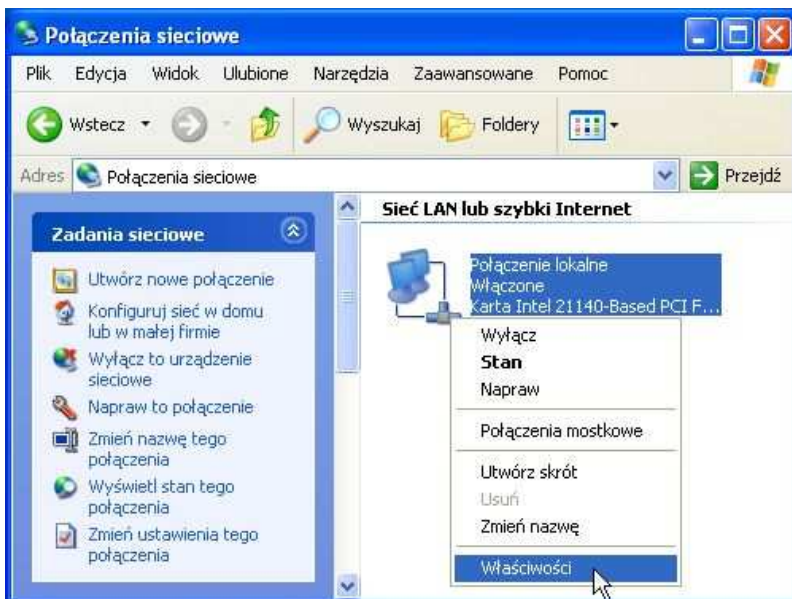 Połączenia sieciowe
Plik Edycja Widok Ulubione Narzędzia Zaawansowane Pomoc
Wstecz Wyszukaj Foldery
Adres Połączenia sieciowe Przejdź
Zadania sieciowe
Utwórz nowe połączenie
Konfiguruj sieć w domu
lub w małej firmie
Wyłącz to urządzenie
sieciowe
Napraw to połączenie
Zmień nazwę tego
połączenia
Wyświetl stan tego
połączenia
Zmień ustawienia tego
połączenia
Sieć LAN lub szybki Internet
Połączenie lokalne
Włączone
Karta Intel 21140-Based PCI F...
Wyłącz
Stan
Napraw
Połączenia mostkowe
Utwórz skrót
Usuń
Zmień nazwę
Właściwości